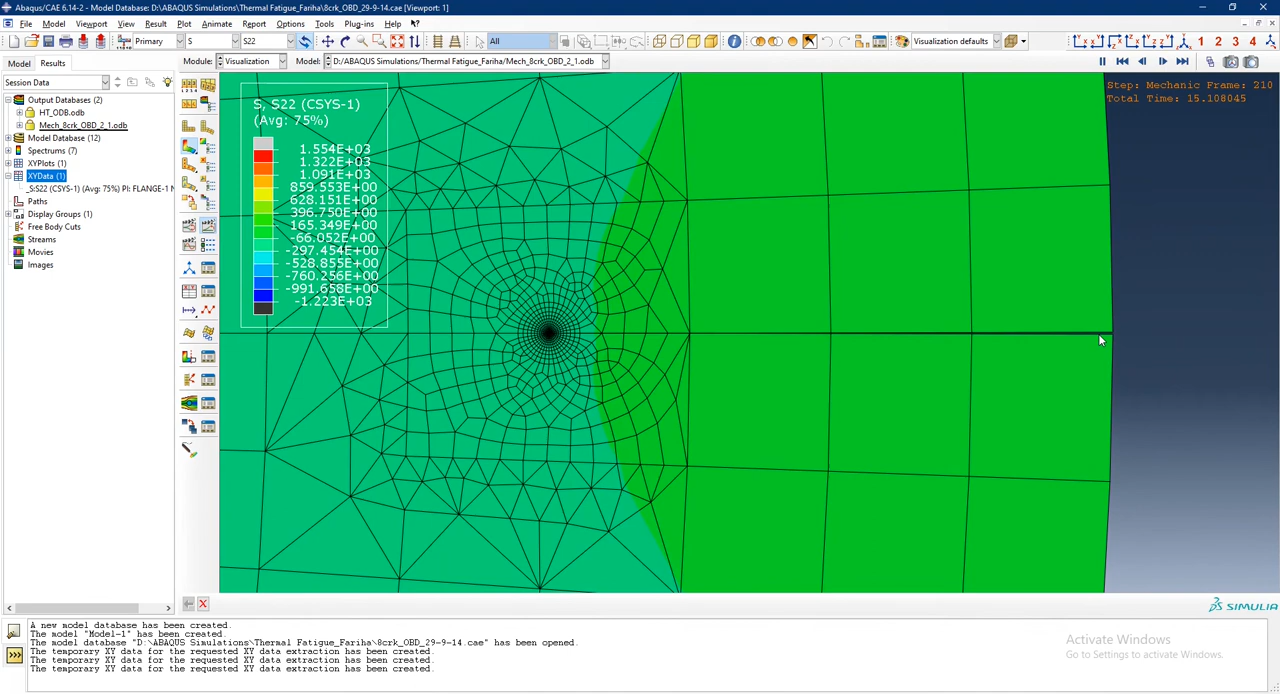 Abaqus/CAE 6.14-2 - Model Database: D:\ABAQUS Simulations\Thermal Fatigue_Fariha\8crk_OBD_29-9-14.cae [Viewport: 1]
File Model Viewport View Result Plot Animate Report Options Tools Plug-ins Help
Primary S S22 All Visualization defaults 1 2 3 4
Model Results Module: Visualization Model: D:/ABAQUS Simulations/Thermal Fatigue_Fariha/Mech_8crk_OBD_2_1.odb
Session Data
Output Databases (2)
HT_ODB.odb
Mech_8crk_OBD_2_1.odb
Model Database (12)
Spectrums (7)
XYPlots (1)
XYData (1)
_S:S22 (CSYS-1) (Avg: 75%) PI: FLANGE-1 N
Paths
Display Groups (1)
Free Body Cuts
Streams
Movies
Images
S, S22 (CSYS-1)
(Avg: 75%)
1.554E+03
1.322E+03
1.091E+03
859.553E+00
628.151E+00
396.750E+00
165.349E+00
-66.052E+00
-297.454E+00
-528.855E+00
-760.256E+00
-991.658E+00
-1.223E+03
Step: Mechanic Frame: 210
Total Time: 15.108045
SIMULIA
A new model database has been created.
The model "Model-1" has been created.
The model database "D:\ABAQUS Simulations\Thermal Fatigue_Fariha\8crk_OBD_29-9-14.cae" has been opened.
The temporary XY data for the requested XY data extraction has been created.
The temporary XY data for the requested XY data extraction has been created.
The temporary XY data for the requested XY data extraction has been created.
Activate Windows
Go to Settings to activate Windows.